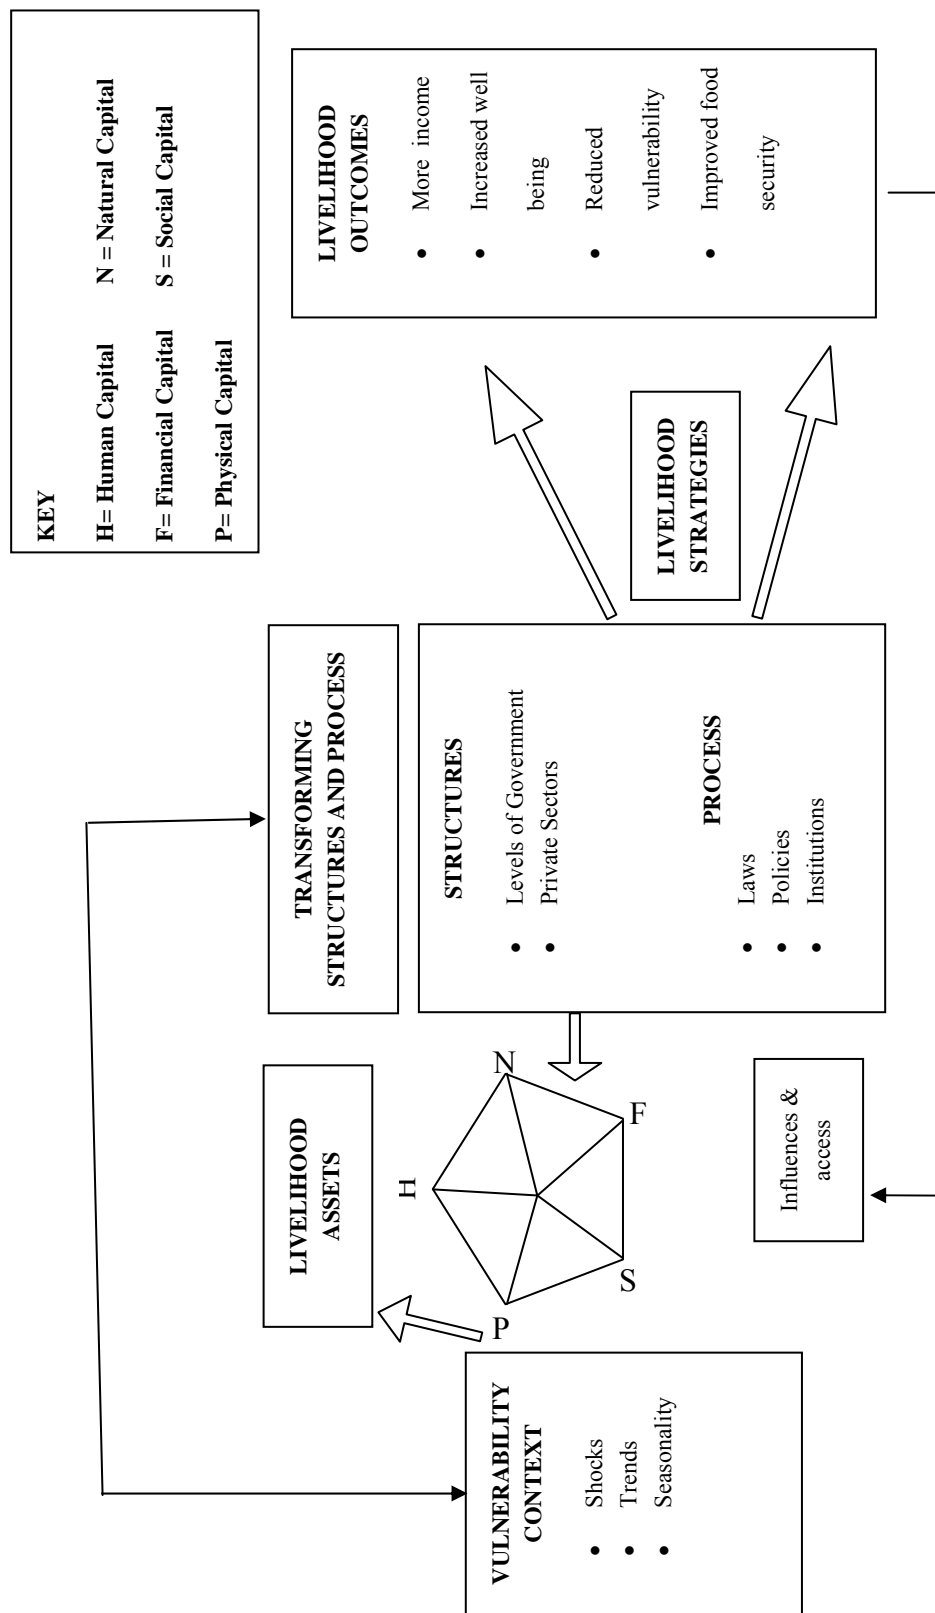 KEY
H= Human Capital N = Natural Capital
F= Financial Capital S = Social Capital
P= Physical Capital
VULNERABILITY
CONTEXT
• Shocks
• Trends
• Seasonality
LIVELIHOOD
ASSETS
H
N
F
S
P
Influences &
access
TRANSFORMING
STRUCTURES AND PROCESS
STRUCTURES
• Levels of Government
• Private Sectors
PROCESS
• Laws
• Policies
• Institutions
LIVELIHOOD
STRATEGIES
LIVELIHOOD
OUTCOMES
• More income
• Increased well
being
• Reduced
vulnerability
• Improved food
security